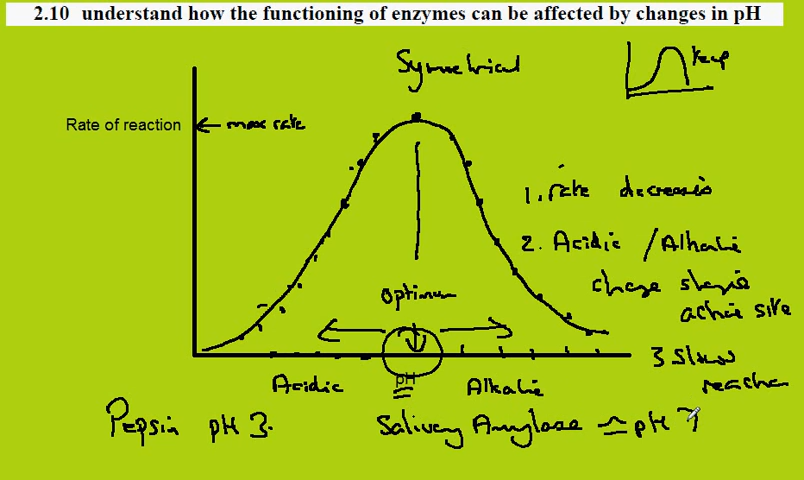 2.10 understand how the functioning of enzymes can be affected by changes in pH
Symmetrical
temp
Rate of reaction
max rate
1. rate decreases
2. Acidic / Alkaline
change shape
active site
Optimum
3 Slows
reaction
Acidic
pH
Alkaline
Pepsin pH 3.
Salivary Amylase ≃ pH 7